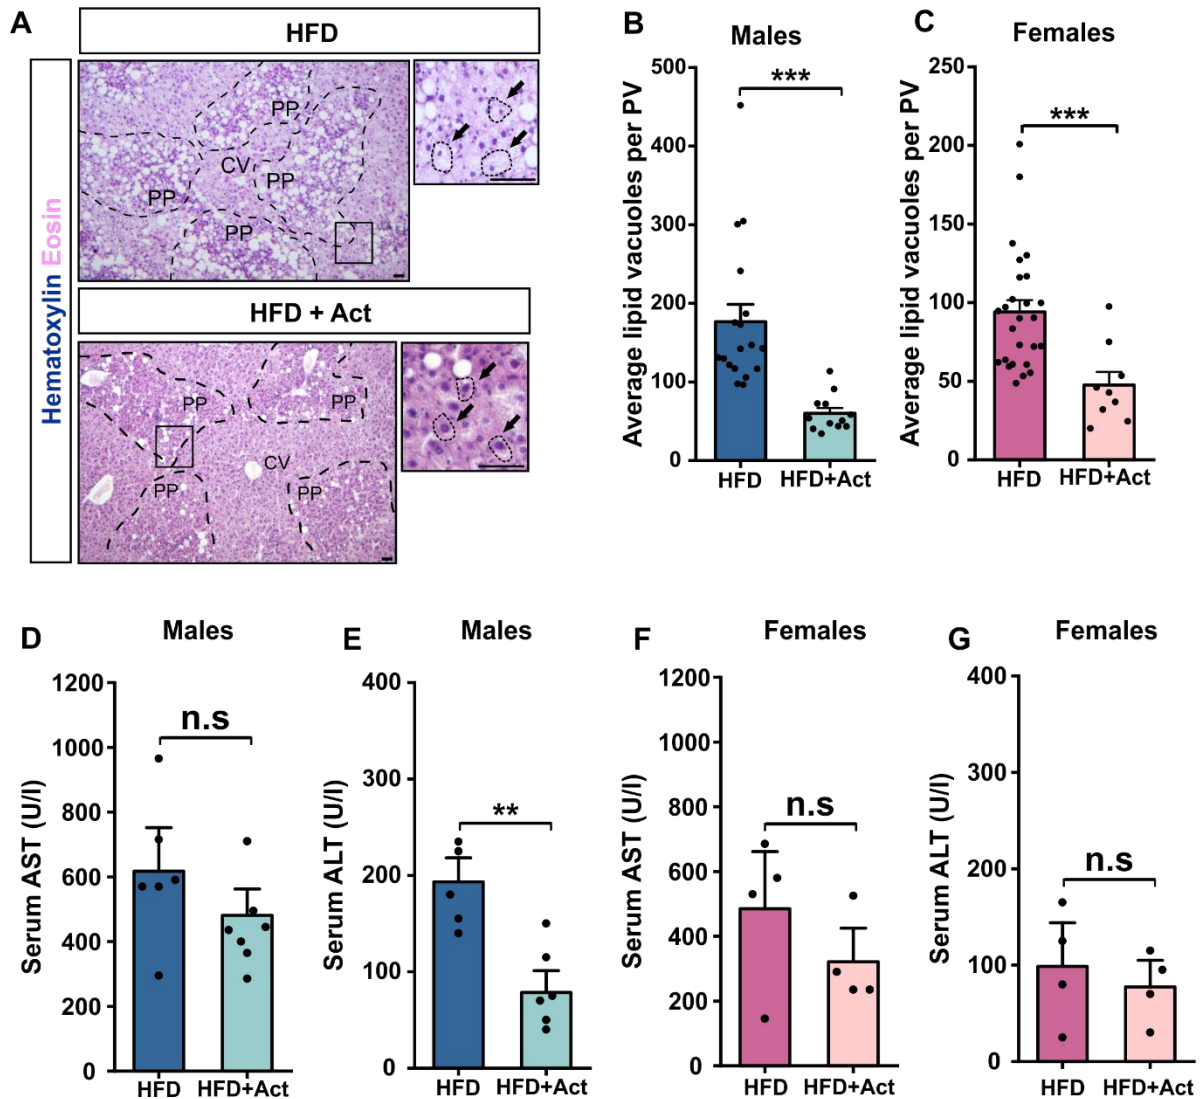 A
HFD
Hematoxylin Eosin
PP
CV
PP
PP
PP
HFD + Act
PP
PP
CV
PP
PP
B
Males
Average lipid vacuoles per PV
500
400
300
200
100
0
***
HFD
HFD+Act
C
Females
Average lipid vacuoles per PV
250
200
150
100
50
0
***
HFD
HFD+Act
D
Males
Serum AST (U/l)
1200
1000
800
600
400
200
0
n.s
HFD
HFD+Act
E
Males
Serum ALT (U/l)
400
300
200
100
0
**
HFD
HFD+Act
F
Females
Serum AST (U/l)
1200
1000
800
600
400
200
0
n.s
HFD
HFD+Act
G
Females
Serum ALT (U/l)
400
300
200
100
0
n.s
HFD
HFD+Act